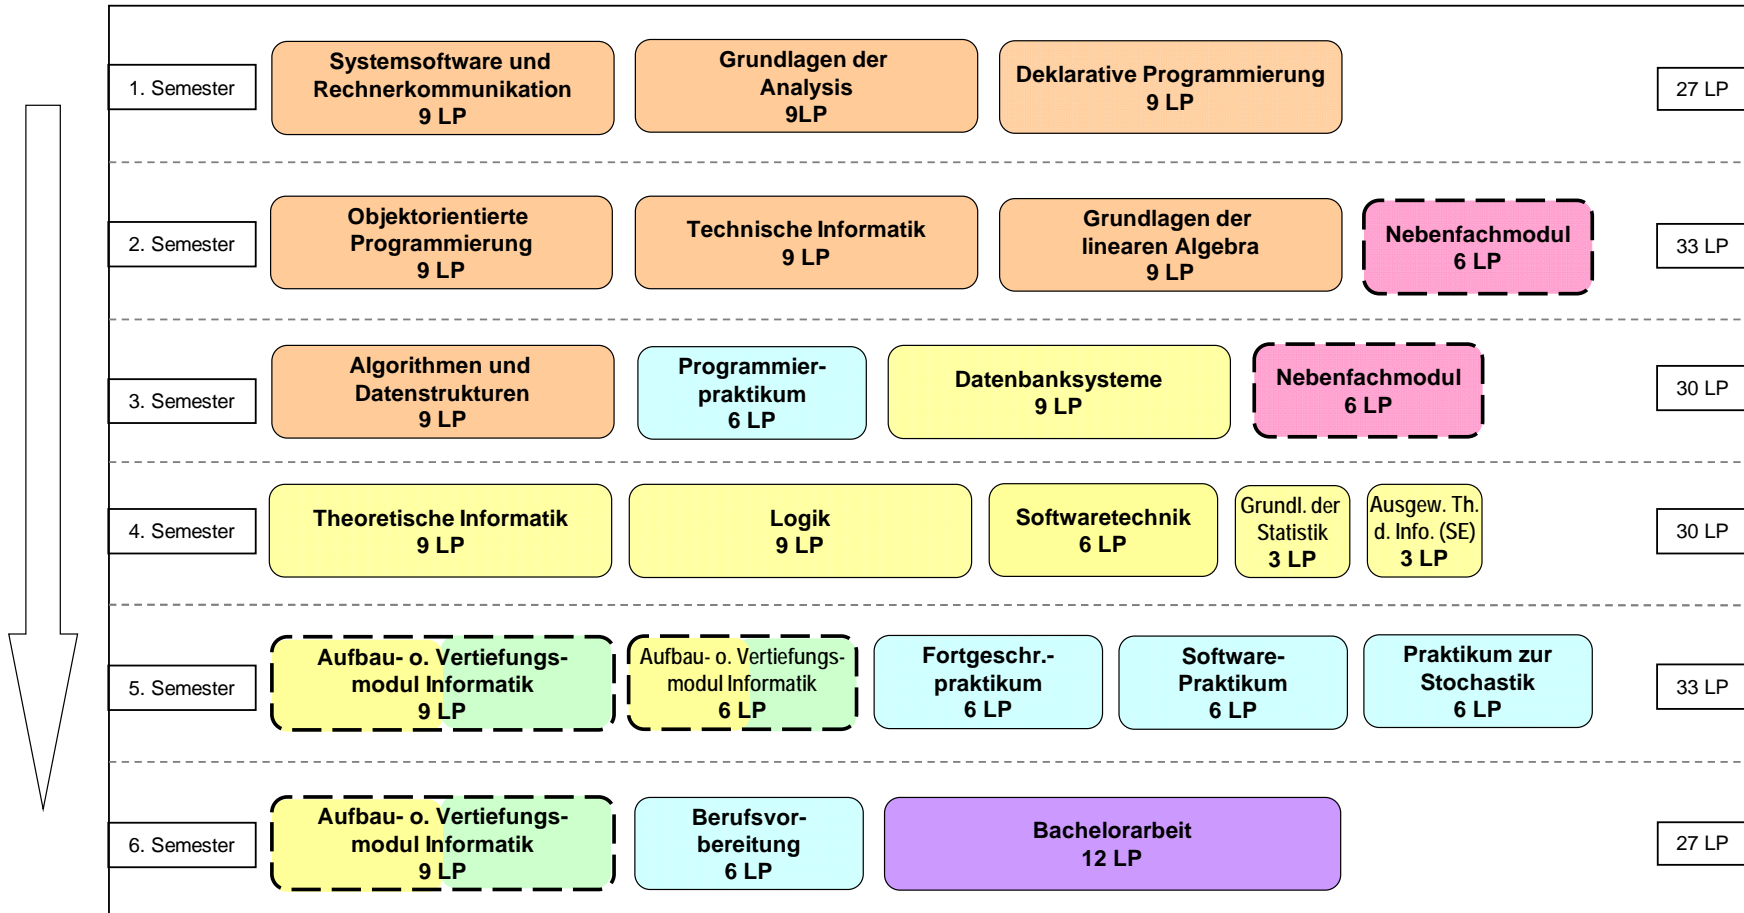 1. Semester
Systemsoftware und
Rechnerkommunikation
9 LP
Grundlagen der
Analysis
9LP
Deklarative Programmierung
9 LP
27 LP
2. Semester
Objektorientierte
Programmierung
9 LP
Technische Informatik
9 LP
Grundlagen der
linearen Algebra
9 LP
Nebenfachmodul
6 LP
33 LP
3. Semester
Algorithmen und
Datenstrukturen
9 LP
Programmier-
praktikum
6 LP
Datenbanksysteme
9 LP
Nebenfachmodul
6 LP
30 LP
4. Semester
Theoretische Informatik
9 LP
Logik
9 LP
Softwaretechnik
6 LP
Grundl. der
Statistik
3 LP
Ausgew. Th.
d. Info. (SE)
3 LP
30 LP
5. Semester
Aufbau- o. Vertiefungs-
modul Informatik
9 LP
Aufbau- o. Vertiefungs-
modul Informatik
6 LP
Fortgeschr.-
praktikum
6 LP
Software-
Praktikum
6 LP
Praktikum zur
Stochastik
6 LP
33 LP
6. Semester
Aufbau- o. Vertiefungs-
modul Informatik
9 LP
Berufsvor-
bereitung
6 LP
Bachelorarbeit
12 LP
27 LP